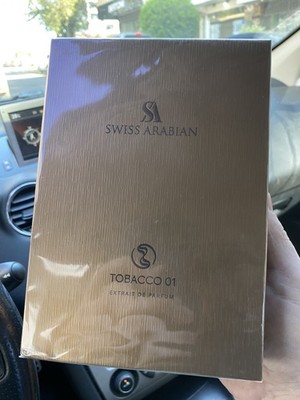 SA
SWISS ARABIAN
TOBACCO 01
EXTRAIT DE PARFUM